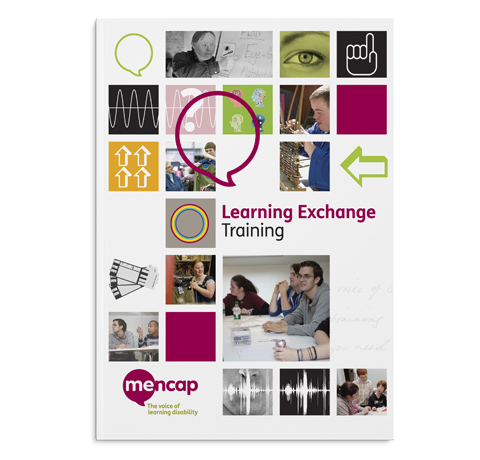 ?
Learning Exchange
Training
mencap
The voice of
learning disability